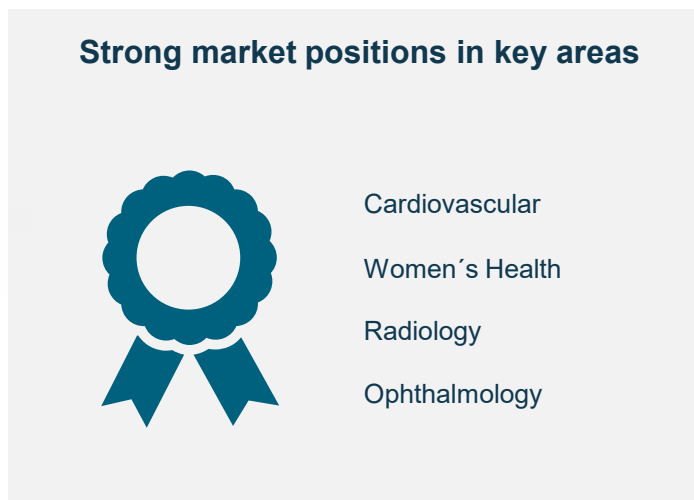 Strong market positions in key areas
Cardiovascular
Women´s Health
Radiology
Ophthalmology